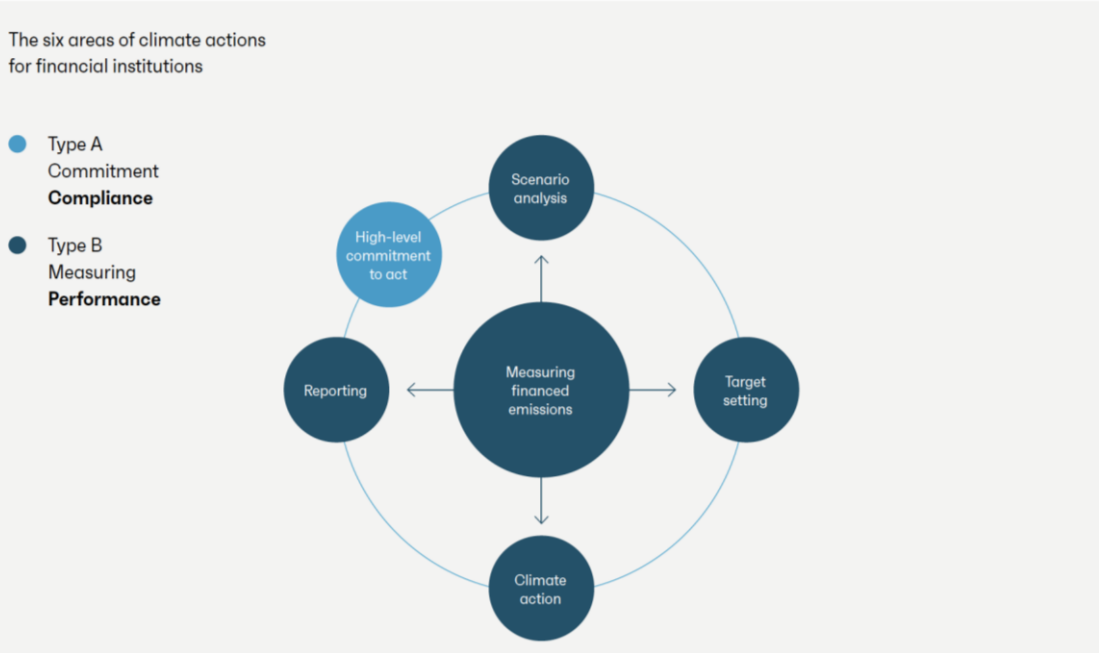 The six areas of climate actions
for financial institutions
Type A
Commitment
Compliance
Type B
Measuring
Performance
Scenario
analysis
High-level
commitment
to act
Measuring
financed
emissions
Reporting
Target
setting
Climate
action